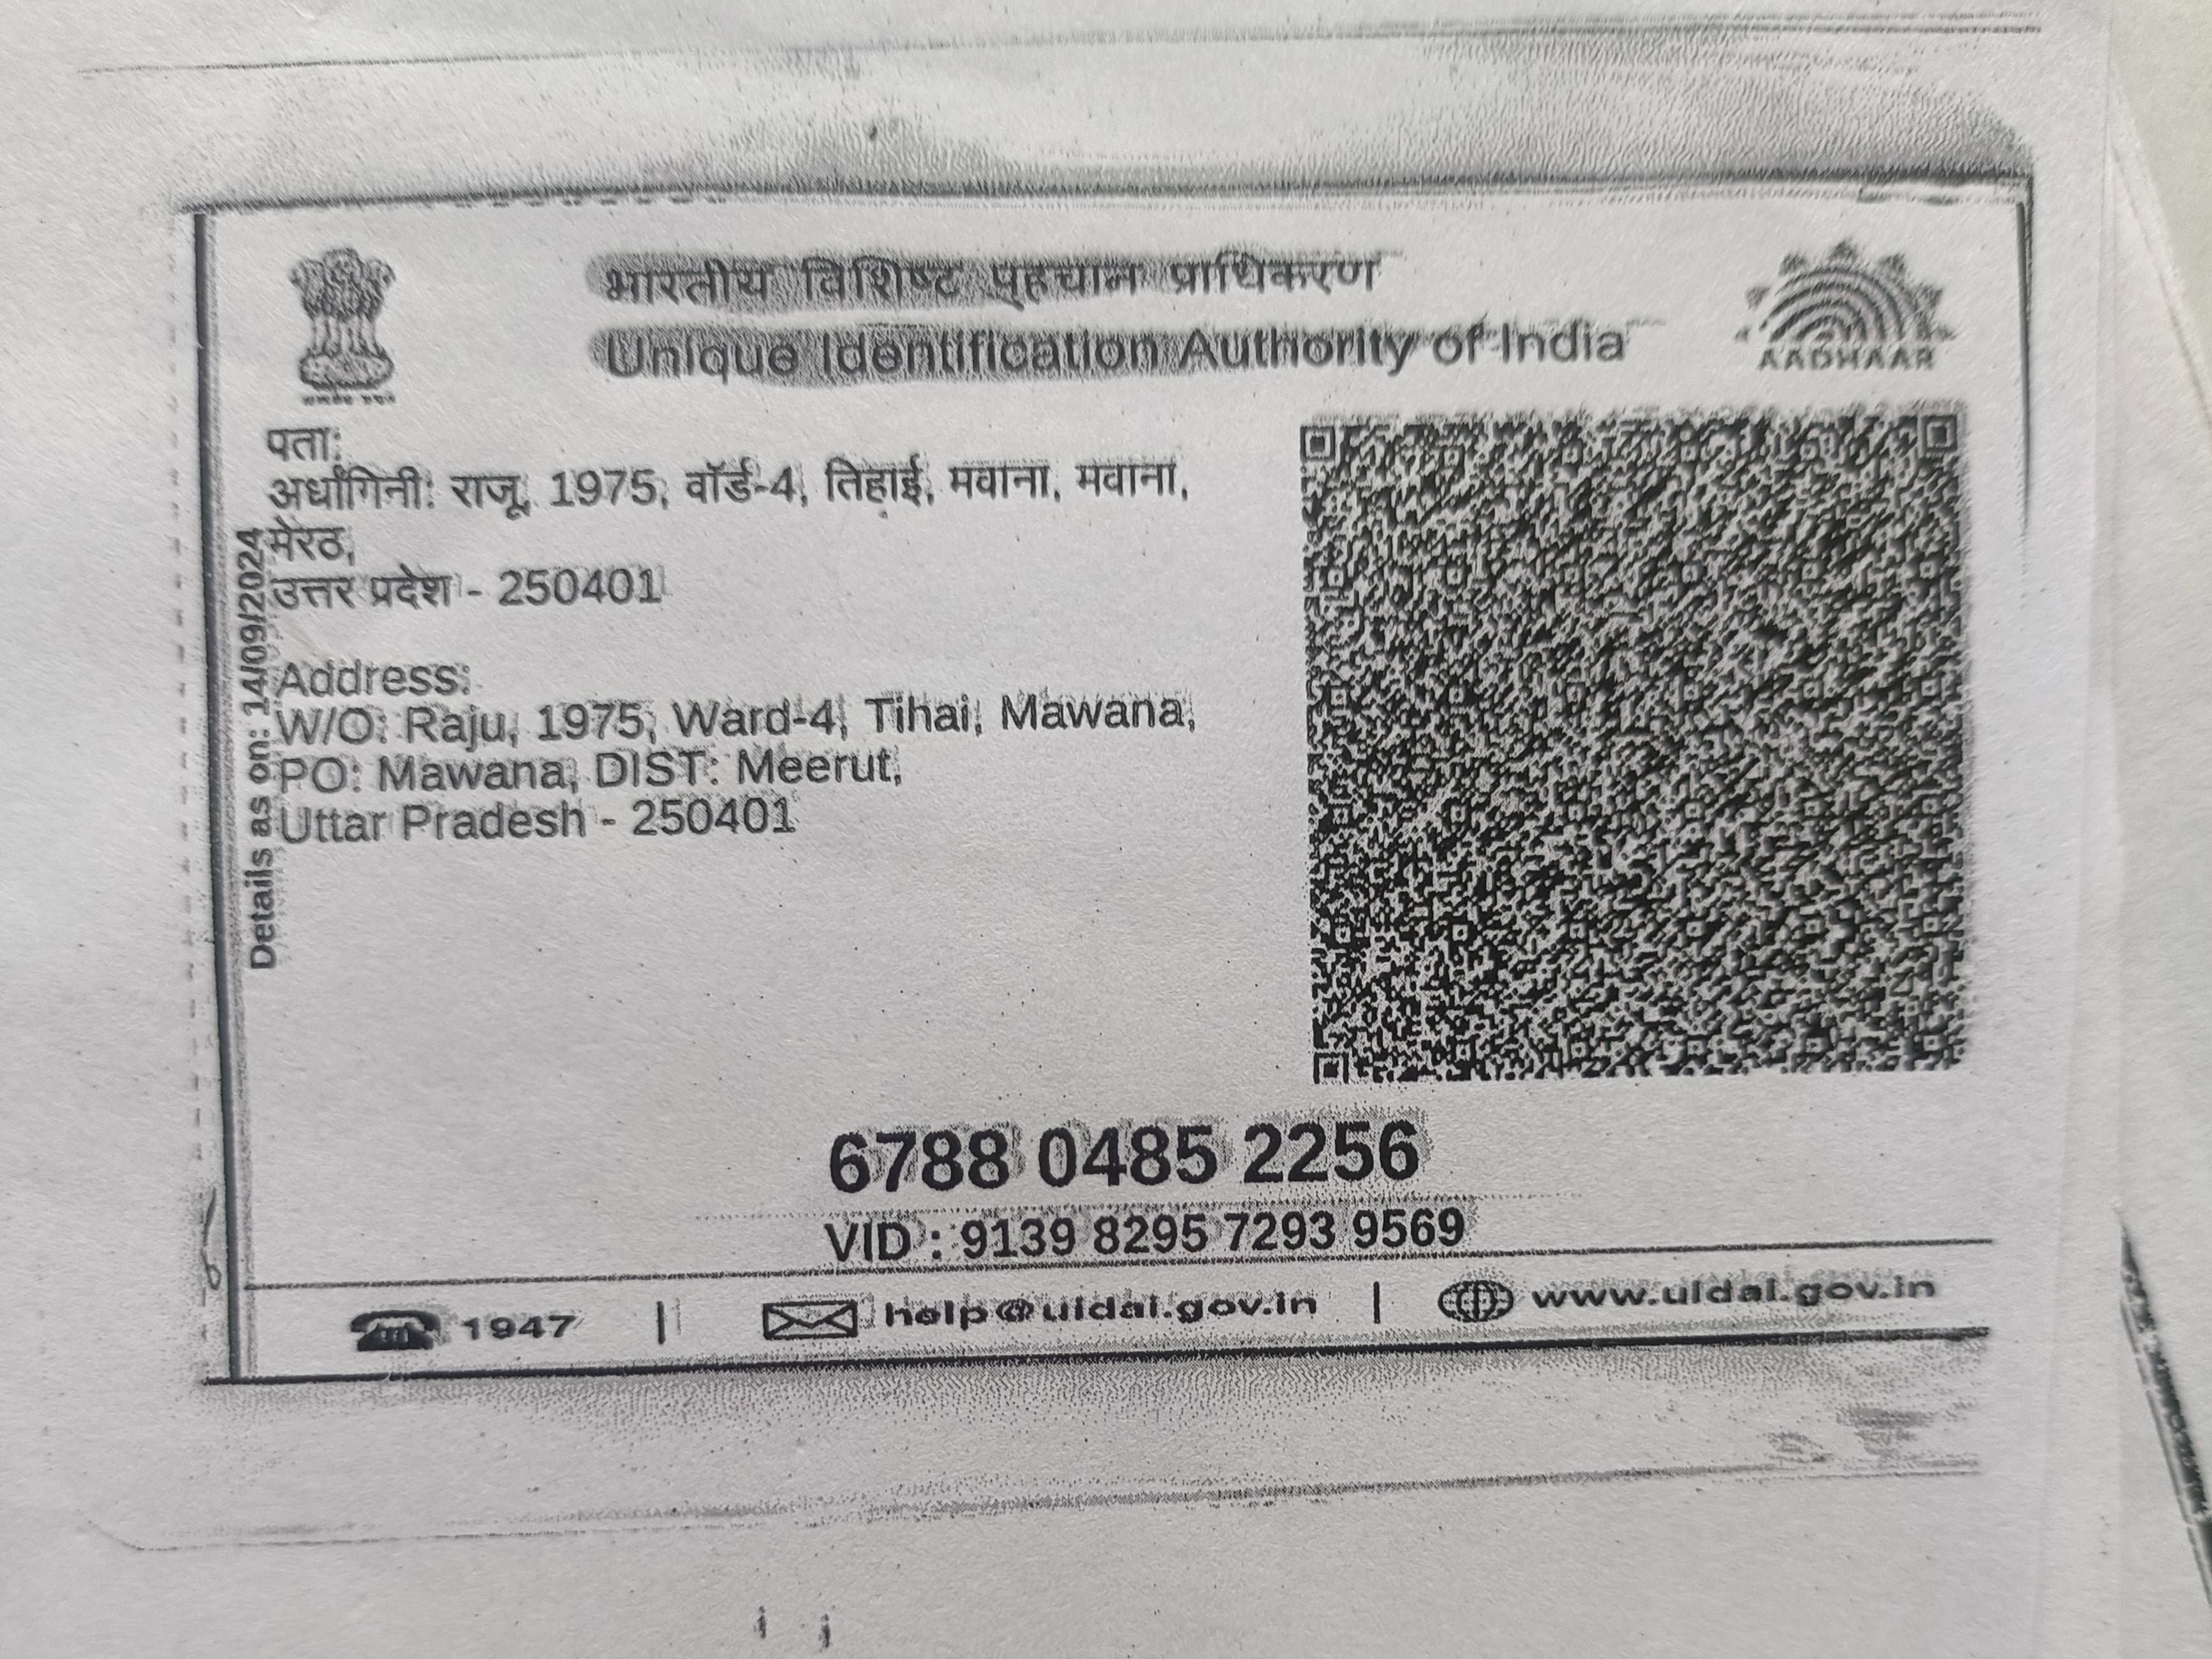 भारतीय विशिष्ट पहचान प्राधिकरण
Unique Identification Authority of India
AADHAAR
पता:
अर्धांगिनी: राजू, 1975, वॉर्ड-4, तिहाई, मवाना, मवाना,
मेरठ,
उत्तर प्रदेश - 250401
Address:
W/O: Raju, 1975, Ward-4, Tihai, Mawana,
PO: Mawana, DIST: Meerut,
Uttar Pradesh - 250401
Details as on: 14/09/2024
6788 0485 2256
VID : 9139 8295 7293 9569
1947 | help@uidai.gov.in | www.uidai.gov.in